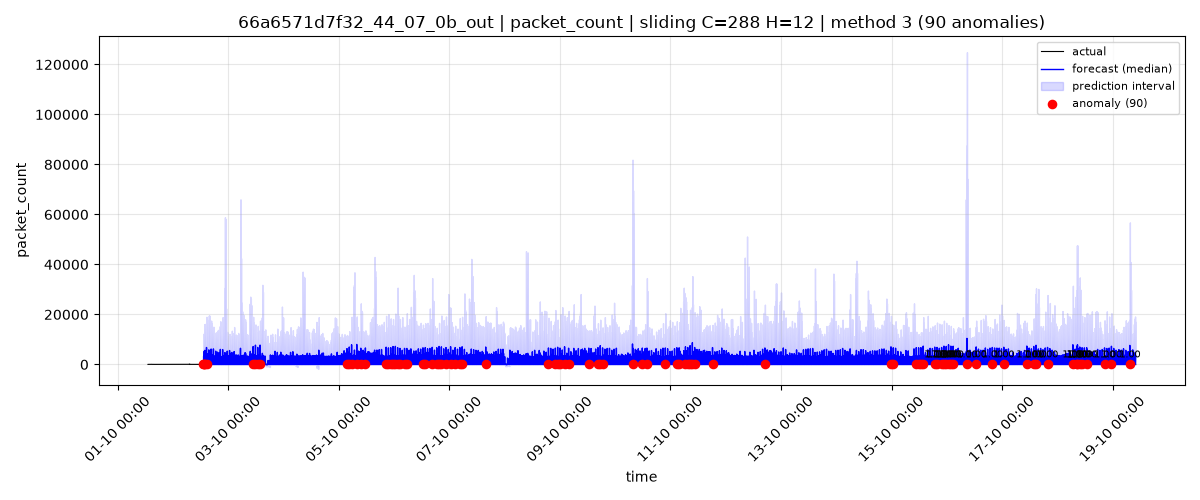 66a6571d7f32_44_07_0b_out | packet_count | sliding C=288 H=12 | method 3 (90 anomalies)
actual
forecast (median)
prediction interval
anomaly (90)
packet_count
120000
100000
80000
60000
40000
20000
0
01-10 00:00
03-10 00:00
05-10 00:00
07-10 00:00
09-10 00:00
11-10 00:00
13-10 00:00
15-10 00:00
17-10 00:00
19-10 00:00
time